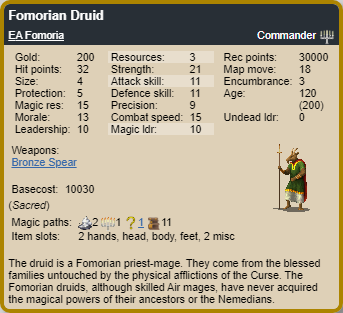 Fomorian Druid
EA Fomoria Commander
Gold: 200 Resources: 3 Rec points: 30000
Hit points: 32 Strength: 21 Map move: 18
Size: 4 Attack skill: 11 Encumbrance: 3
Protection: 5 Defence skill: 11 Age: 120
Magic res: 15 Precision: 9 (200)
Morale: 13 Combat speed: 15 Undead ldr: 0
Leadership: 10 Magic ldr: 10
Weapons:
Bronze Spear
Basecost: 10030
(Sacred)
Magic paths: 2 1 ?1 11
Item slots: 2 hands, head, body, feet, 2 misc
The druid is a Fomorian priest-mage. They come from the blessed
families untouched by the physical afflictions of the Curse. The
Fomorian druids, although skilled Air mages, have never acquired
the magical powers of their ancestors or the Nemedians.